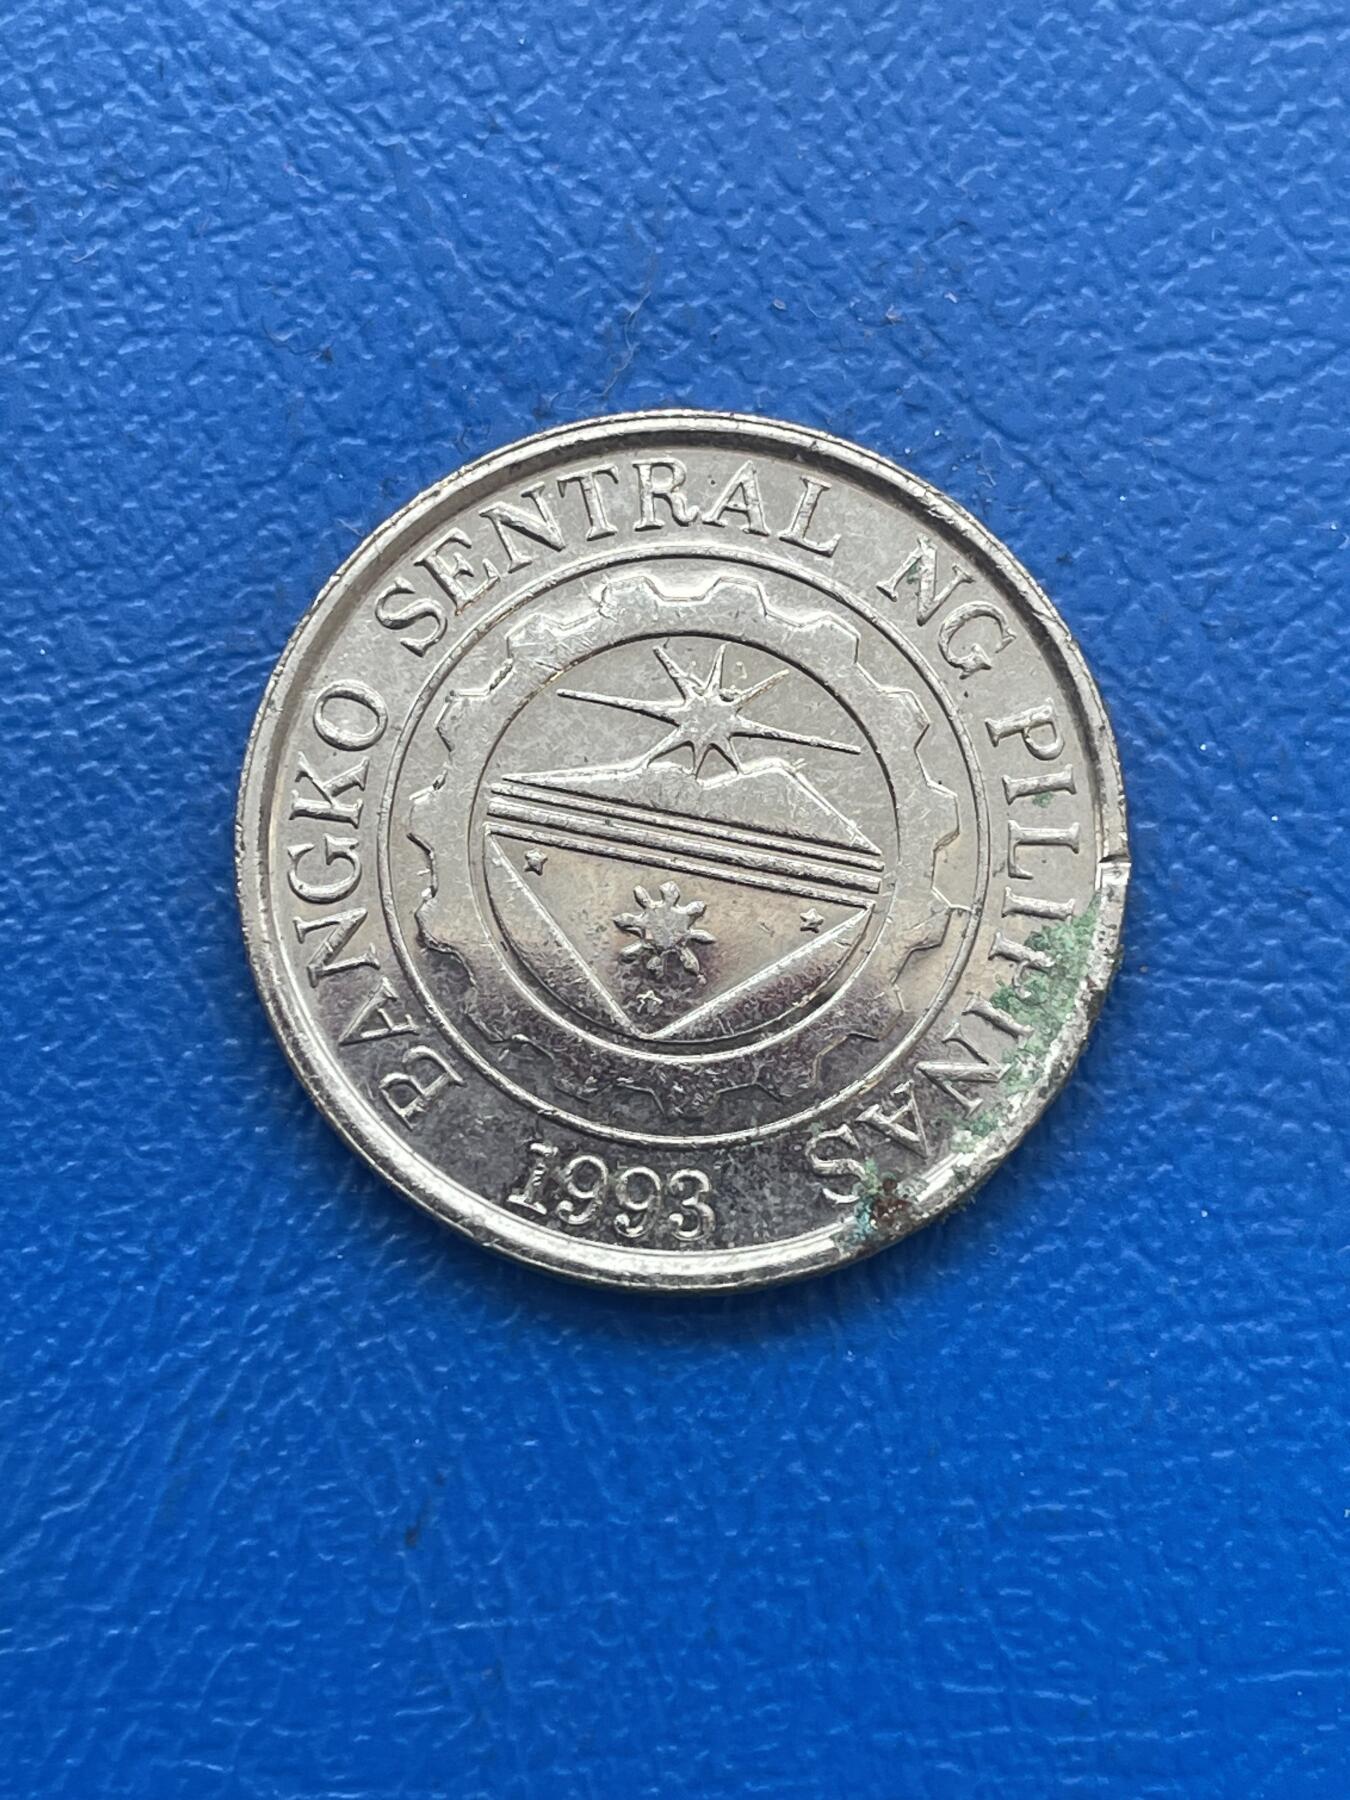 BANGKO SENTRAL NG PILIPINAS
1993